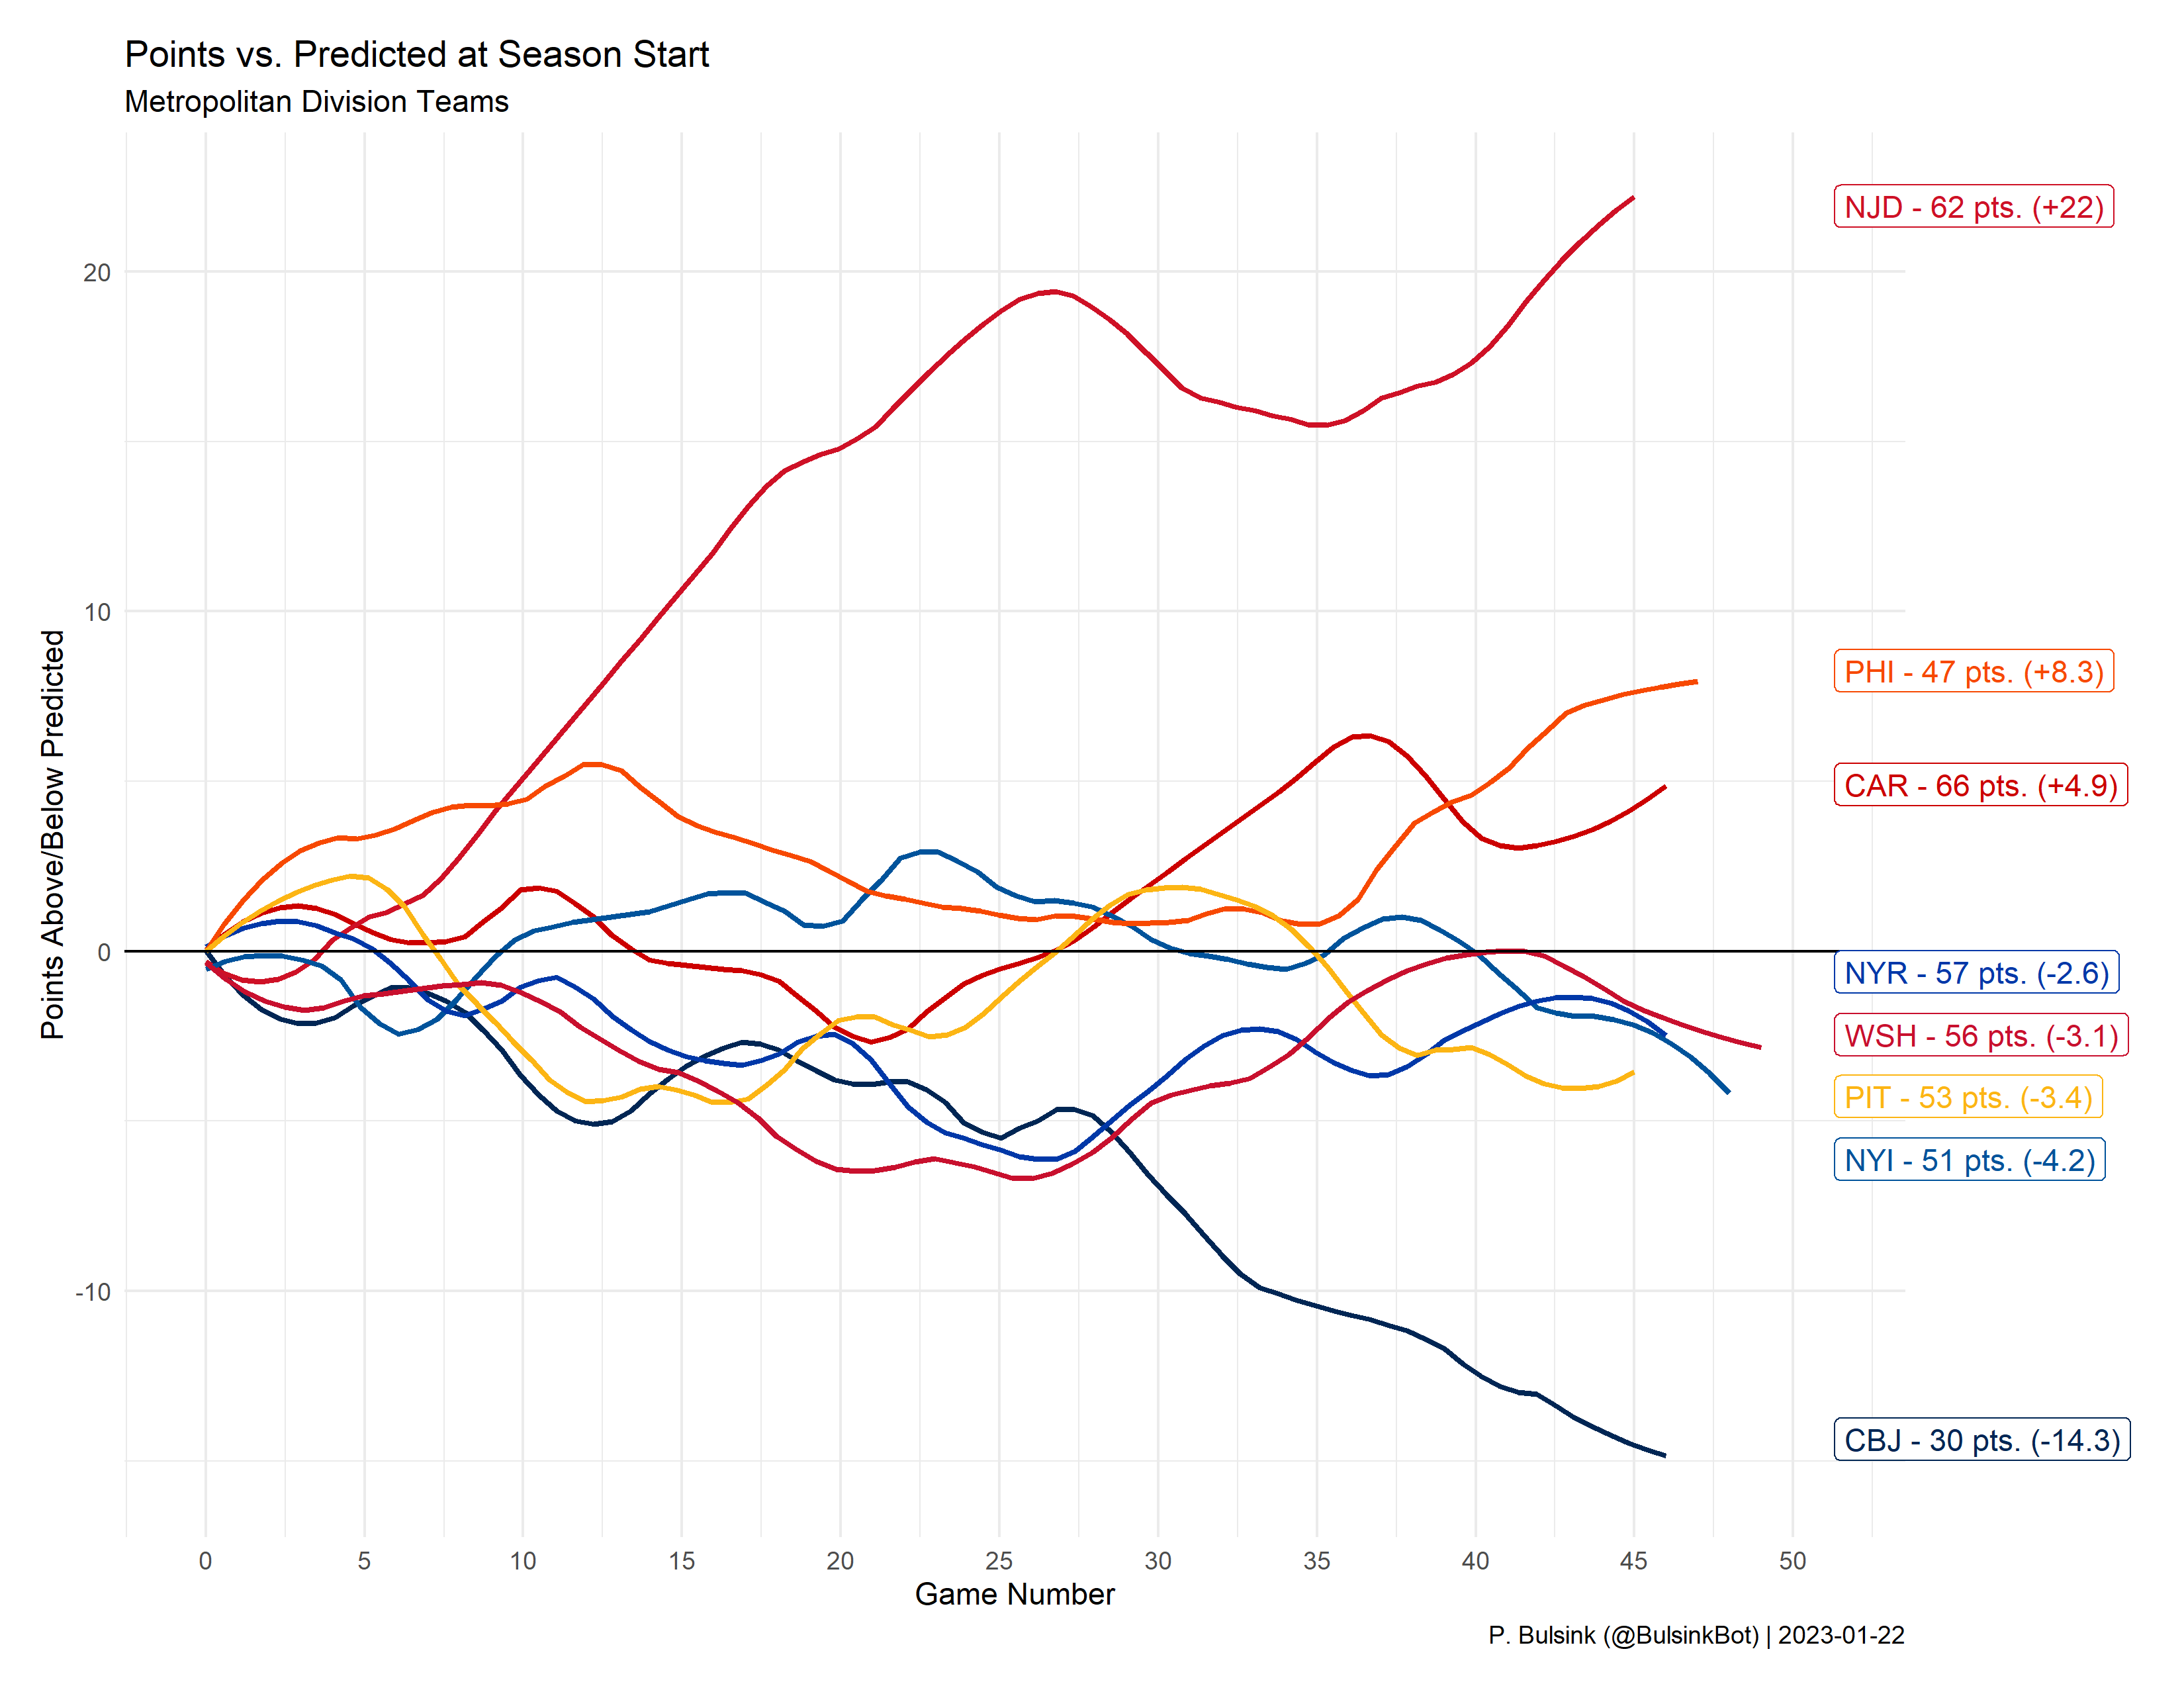 Points vs. Predicted at Season Start
Metropolitan Division Teams
Points Above/Below Predicted
20
10
0
-10
NJD - 62 pts. (+22)
PHI - 47 pts. (+8.3)
CAR - 66 pts. (+4.9)
NYR - 57 pts. (-2.6)
WSH - 56 pts. (-3.1)
PIT - 53 pts. (-3.4)
NYI - 51 pts. (-4.2)
CBJ - 30 pts. (-14.3)
0 5 10 15 20 25 30 35 40 45 50
Game Number
P. Bulsink (@BulsinkBot) | 2023-01-22